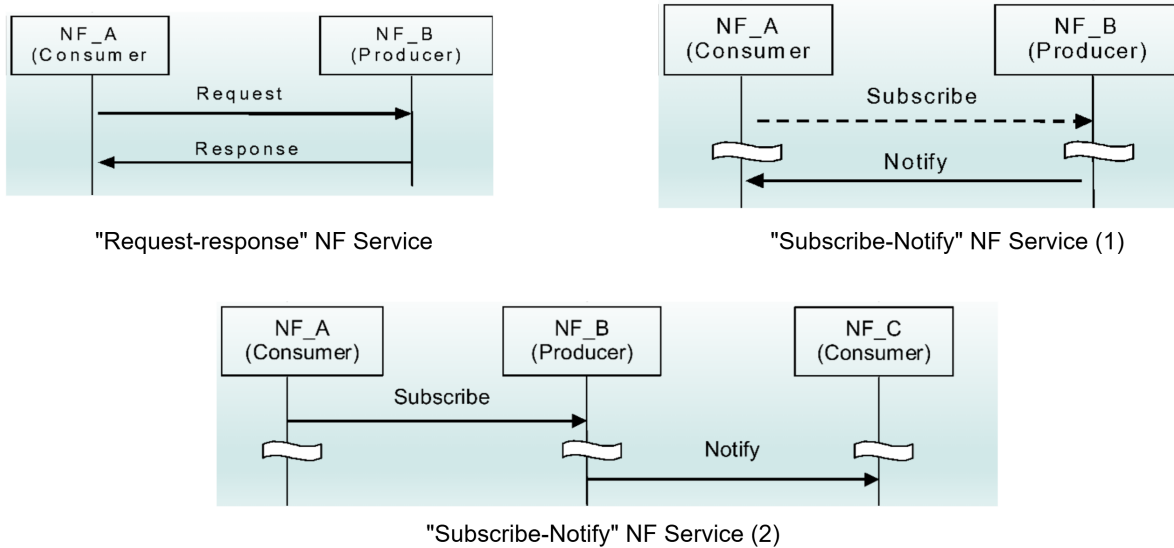 NF_A
(Consumer
NF_B
(Producer)
Request
Response
"Request-response" NF Service
NF_A
(Consumer
NF_B
(Producer)
Subscribe
Notify
"Subscribe-Notify" NF Service (1)
NF_A
(Consumer)
NF_B
(Producer)
NF_C
(Consumer)
Subscribe
Notify
"Subscribe-Notify" NF Service (2)